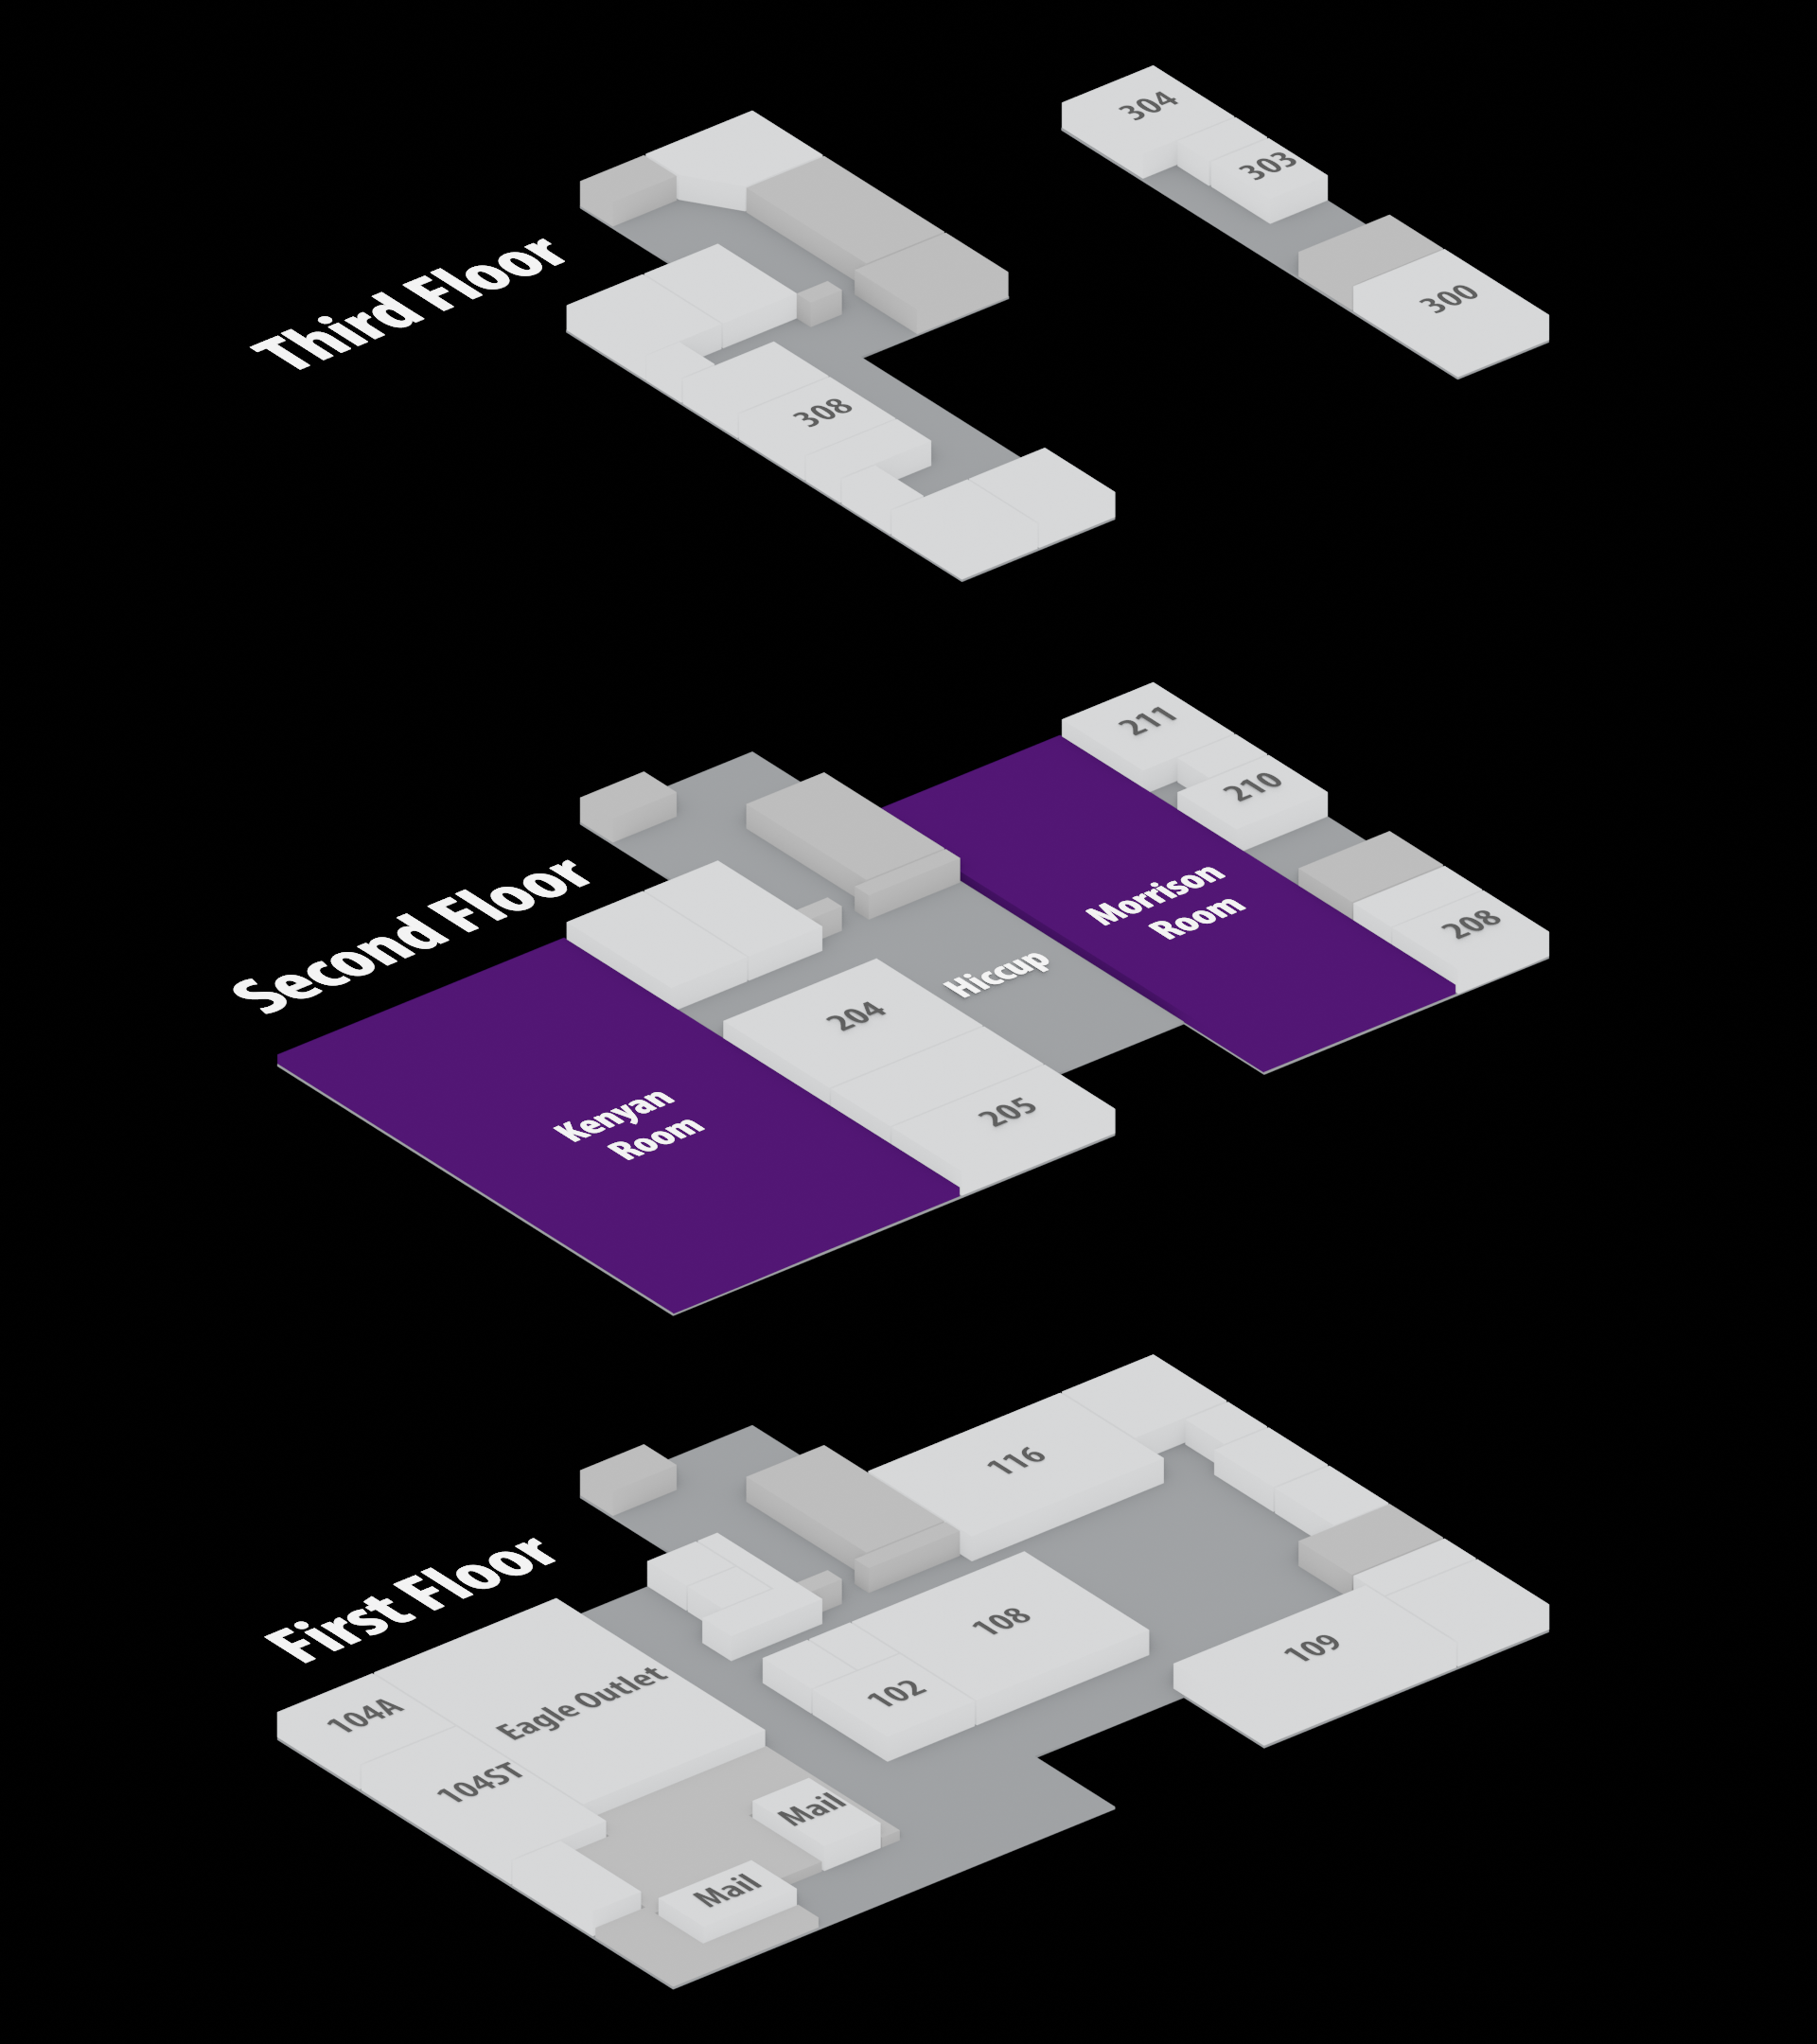 304
303
Third Floor
300
308
211
210
Morrison
Room
Second Floor
208
Hiccup
204
Kenyan
Room
205
116
First Floor
108
109
102
Eagle Outlet
104A
104ST
Mail
Mail